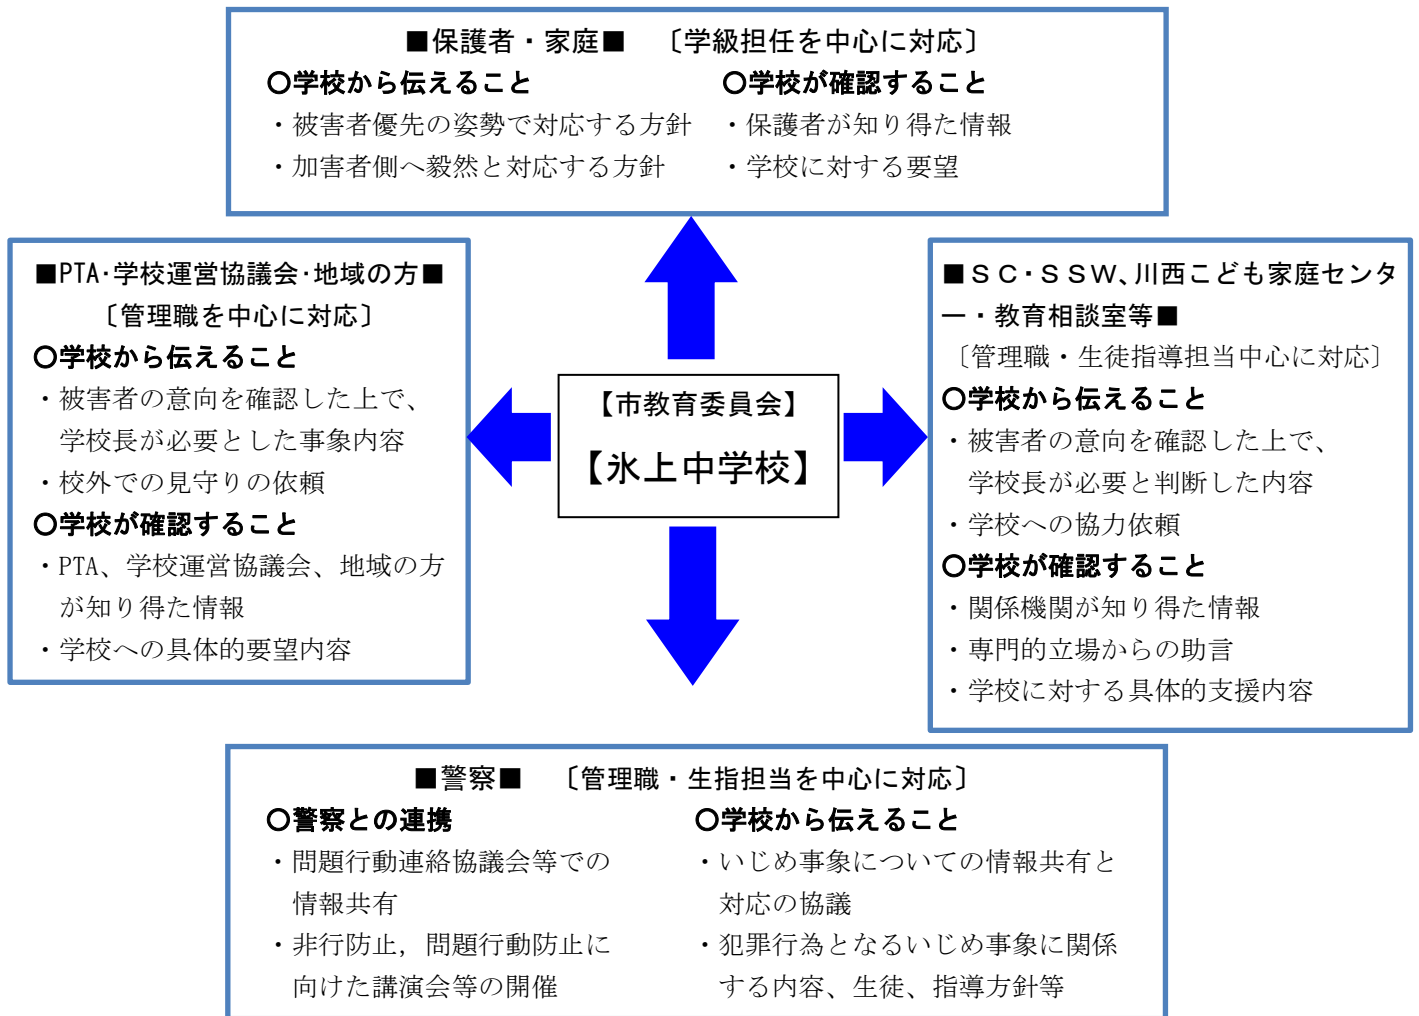 ■保護者・家庭■　〔学級担任を中心に対応〕
○学校から伝えること
・被害者優先の姿勢で対応する方針
・加害者側へ毅然と対応する方針
○学校が確認すること
・保護者が知り得た情報
・学校に対する要望
■PTA・学校運営協議会・地域の方■
〔管理職を中心に対応〕
○学校から伝えること
・被害者の意向を確認した上で、
学校長が必要とした事象内容
・校外での見守りの依頼
○学校が確認すること
・PTA、学校運営協議会、地域の方
が知り得た情報
・学校への具体的要望内容
【市教育委員会】
【氷上中学校】
■ＳＣ・ＳＳＷ、川西こども家庭センタ
ー・教育相談室等■
〔管理職・生徒指導担当中心に対応〕
○学校から伝えること
・被害者の意向を確認した上で、
学校長が必要と判断した内容
・学校への協力依頼
○学校が確認すること
・関係機関が知り得た情報
・専門的立場からの助言
・学校に対する具体的支援内容
■警察■　〔管理職・生指担当を中心に対応〕
○警察との連携
・問題行動連絡協議会等での
情報共有
・非行防止，問題行動防止に
向けた講演会等の開催
○学校から伝えること
・いじめ事象についての情報共有と
対応の協議
・犯罪行為となるいじめ事象に関係
する内容、生徒、指導方針等